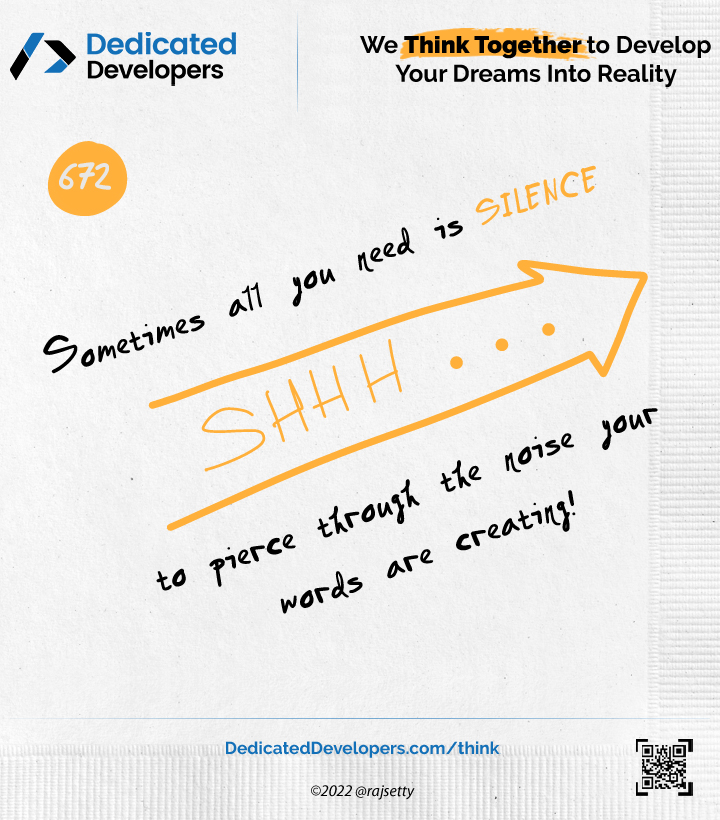 Dedicated
Developers
We Think Together to Develop
Your Dreams Into Reality
672
Sometimes all you need is SILENCE
SHHH...
to pierce through the noise your
words are creating!
DedicatedDevelopers.com/think
©2022 @rajsetty